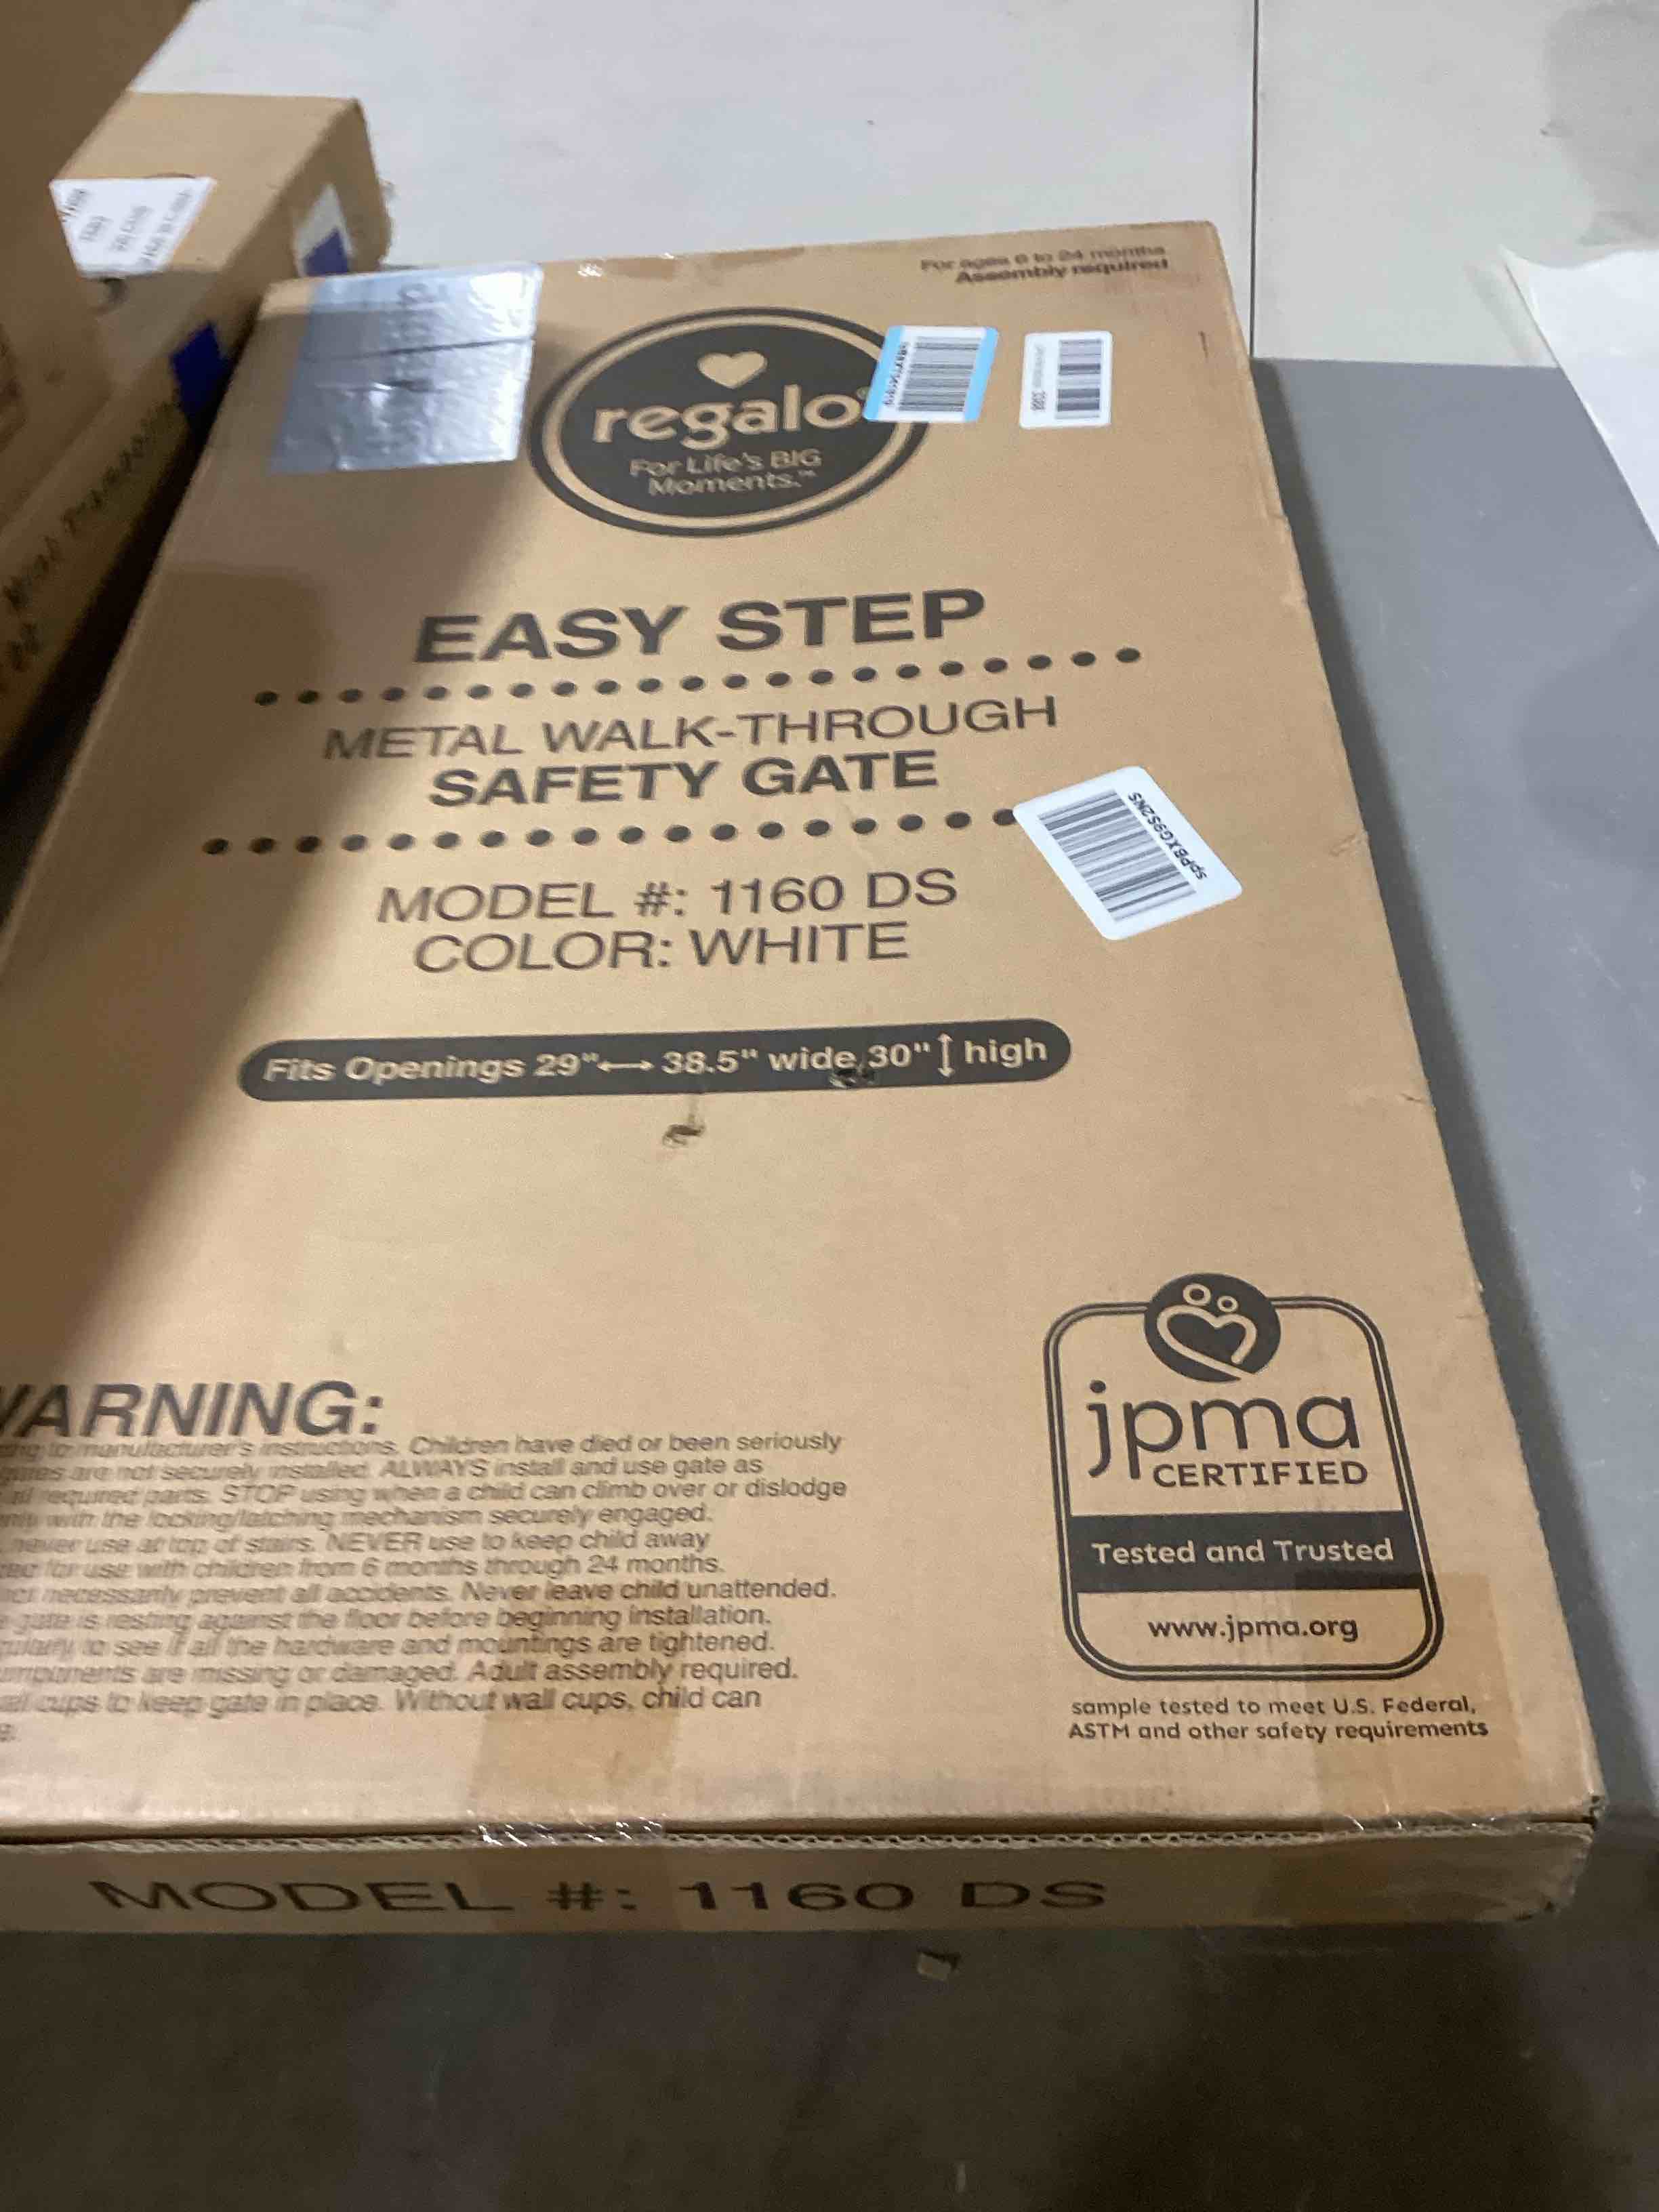 For ages 6 to 24 months
Assembly required
regalo
For Life's BIG
Moments.™
EASY STEP
METAL WALK-THROUGH
SAFETY GATE
spPBXG9S2NS
MODEL #: 1160 DS
COLOR: WHITE
Fits Openings 29"⟷ 38.5" wide 30"↕ high
WARNING:
to manufacturer's instructions. Children have died or been seriously
are not securely installed. ALWAYS install and use gate as
all required parts. STOP using when a child can climb over or dislodge
with the locking/latching mechanism securely engaged.
never use at top of stairs. NEVER use to keep child away
for use with children from 6 months through 24 months.
necessarily prevent all accidents. Never leave child unattended.
gate is resting against the floor before beginning installation.
to see if all the hardware and mountings are tightened.
components are missing or damaged. Adult assembly required.
cups to keep gate in place. Without wall cups, child can
jpma
CERTIFIED
Tested and Trusted
www.jpma.org
sample tested to meet U.S. Federal,
ASTM and other safety requirements
MODEL #: 1160 DS